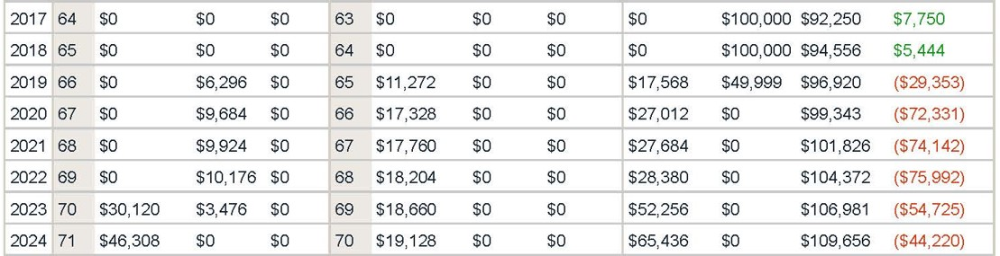 2017 64 $0 $0 $0 63 $0 $0 $0 $0 $100,000 $92,250 $7,750
2018 65 $0 $0 $0 64 $0 $0 $0 $0 $100,000 $94,556 $5,444
2019 66 $0 $6,296 $0 65 $11,272 $0 $0 $17,568 $49,999 $96,920 ($29,353)
2020 67 $0 $9,684 $0 66 $17,328 $0 $0 $27,012 $0 $99,343 ($72,331)
2021 68 $0 $9,924 $0 67 $17,760 $0 $0 $27,684 $0 $101,826 ($74,142)
2022 69 $0 $10,176 $0 68 $18,204 $0 $0 $28,380 $0 $104,372 ($75,992)
2023 70 $30,120 $3,476 $0 69 $18,660 $0 $0 $52,256 $0 $106,981 ($54,725)
2024 71 $46,308 $0 $0 70 $19,128 $0 $0 $65,436 $0 $109,656 ($44,220)